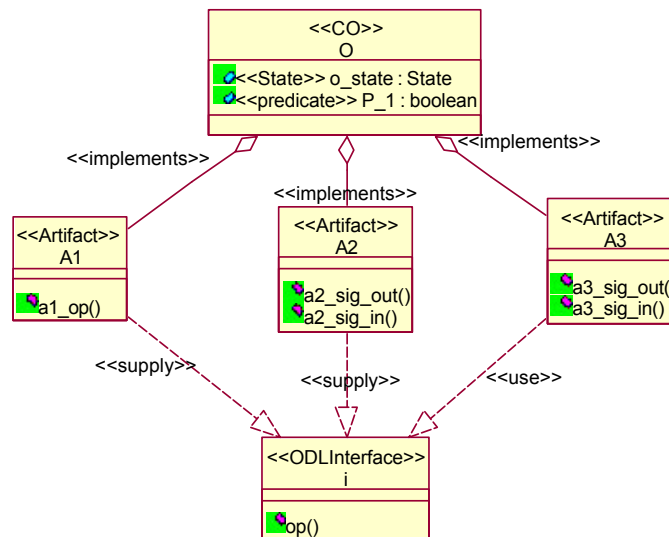 <<CO>>
O
<<State>> o_state : State
<<predicate>> P_1 : boolean
<<implements>>
<<implements>>
<<implements>>
<<Artifact>>
A1
a1_op()
<<Artifact>>
A2
a2_sig_out()
a2_sig_in()
<<Artifact>>
A3
a3_sig_out()
a3_sig_in()
<<supply>>
<<supply>>
<<use>>
<<ODLInterface>>
i
op()